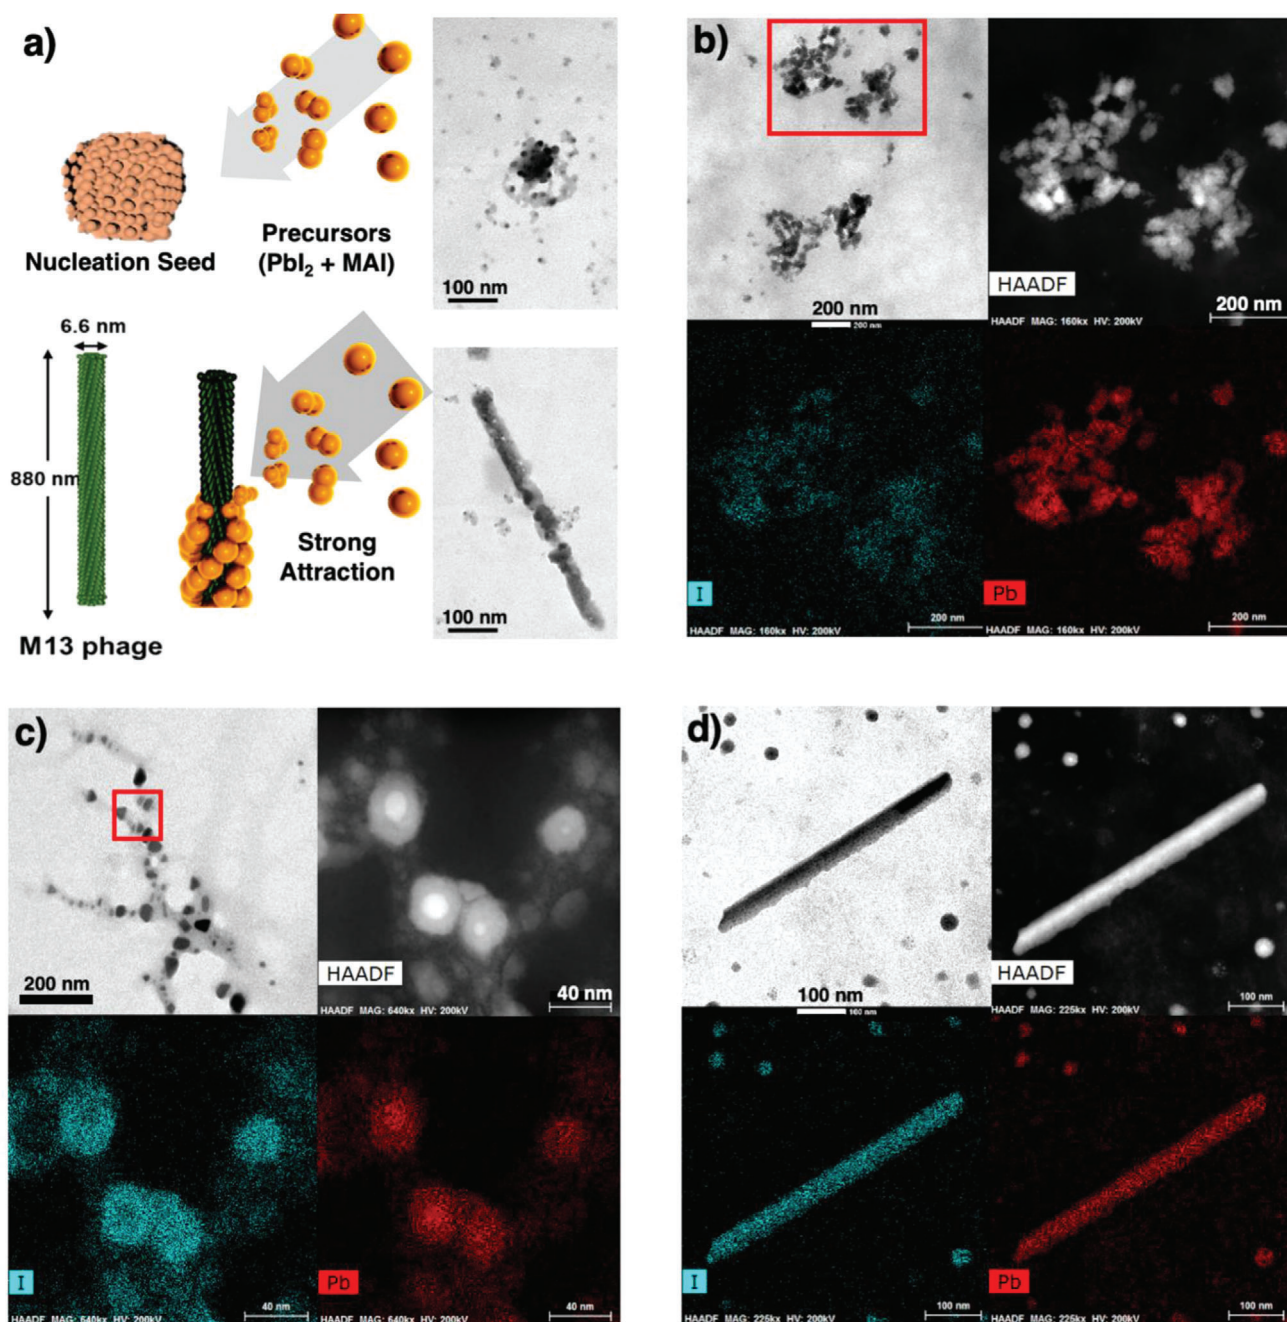 a)
Nucleation Seed
Precursors
(PbI₂ + MAI)
100 nm
6.6 nm
880 nm
M13 phage
Strong
Attraction
100 nm
b)
200 nm
200 nm
HAADF
200 nm
HAADF MAG: 160kx HV: 200kV
I
200 nm
HAADF MAG: 160kx HV: 200kV
Pb
200 nm
HAADF MAG: 160kx HV: 200kV
c)
200 nm
HAADF
40 nm
HAADF MAG: 640kx HV: 200kV
I
40 nm
HAADF MAG: 640kx HV: 200kV
Pb
40 nm
HAADF MAG: 640kx HV: 200kV
d)
100 nm
100 nm
HAADF
100 nm
HAADF MAG: 225kx HV: 200kV
I
100 nm
HAADF MAG: 225kx HV: 200kV
Pb
100 nm
HAADF MAG: 225kx HV: 200kV